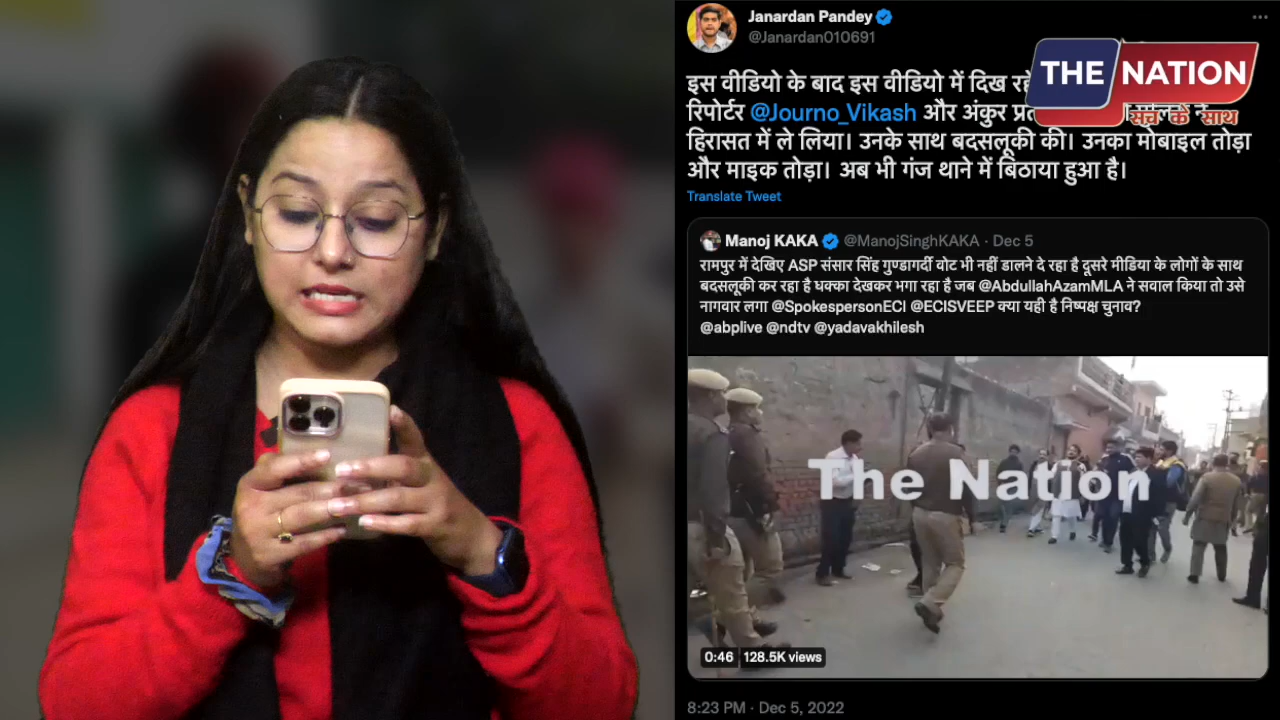 Janardan Pandey
@Janardan010691
THE NATION
सच के साथ
इस वीडियो के बाद इस वीडियो में दिख
रिपोर्टर @Journo_Vikash और अंकुर
हिरासत में ले लिया। उनके साथ बदसलूकी की। उनका मोबाइल तोड़ा
और माइक तोड़ा। अब भी गंज थाने में बिठाया हुआ है।
Translate Tweet
Manoj KAKA @ManojSinghKAKA · Dec 5
रामपुर में देखिए ASP संसार सिंह गुण्डागर्दी वोट भी नहीं डालने दे रहा है दूसरे मीडिया के लोगों के साथ
बदसलूकी कर रहा है धक्का देखकर भगा रहा है जब @AbdullahAzamMLA ने सवाल किया तो उसे
नागवार लगा @SpokespersonECI @ECISVEEP क्या यही है निष्पक्ष चुनाव?
@abplive @ndtv @yadavakhilesh
The Nation
0:46 128.5K views
8:23 PM · Dec 5, 2022